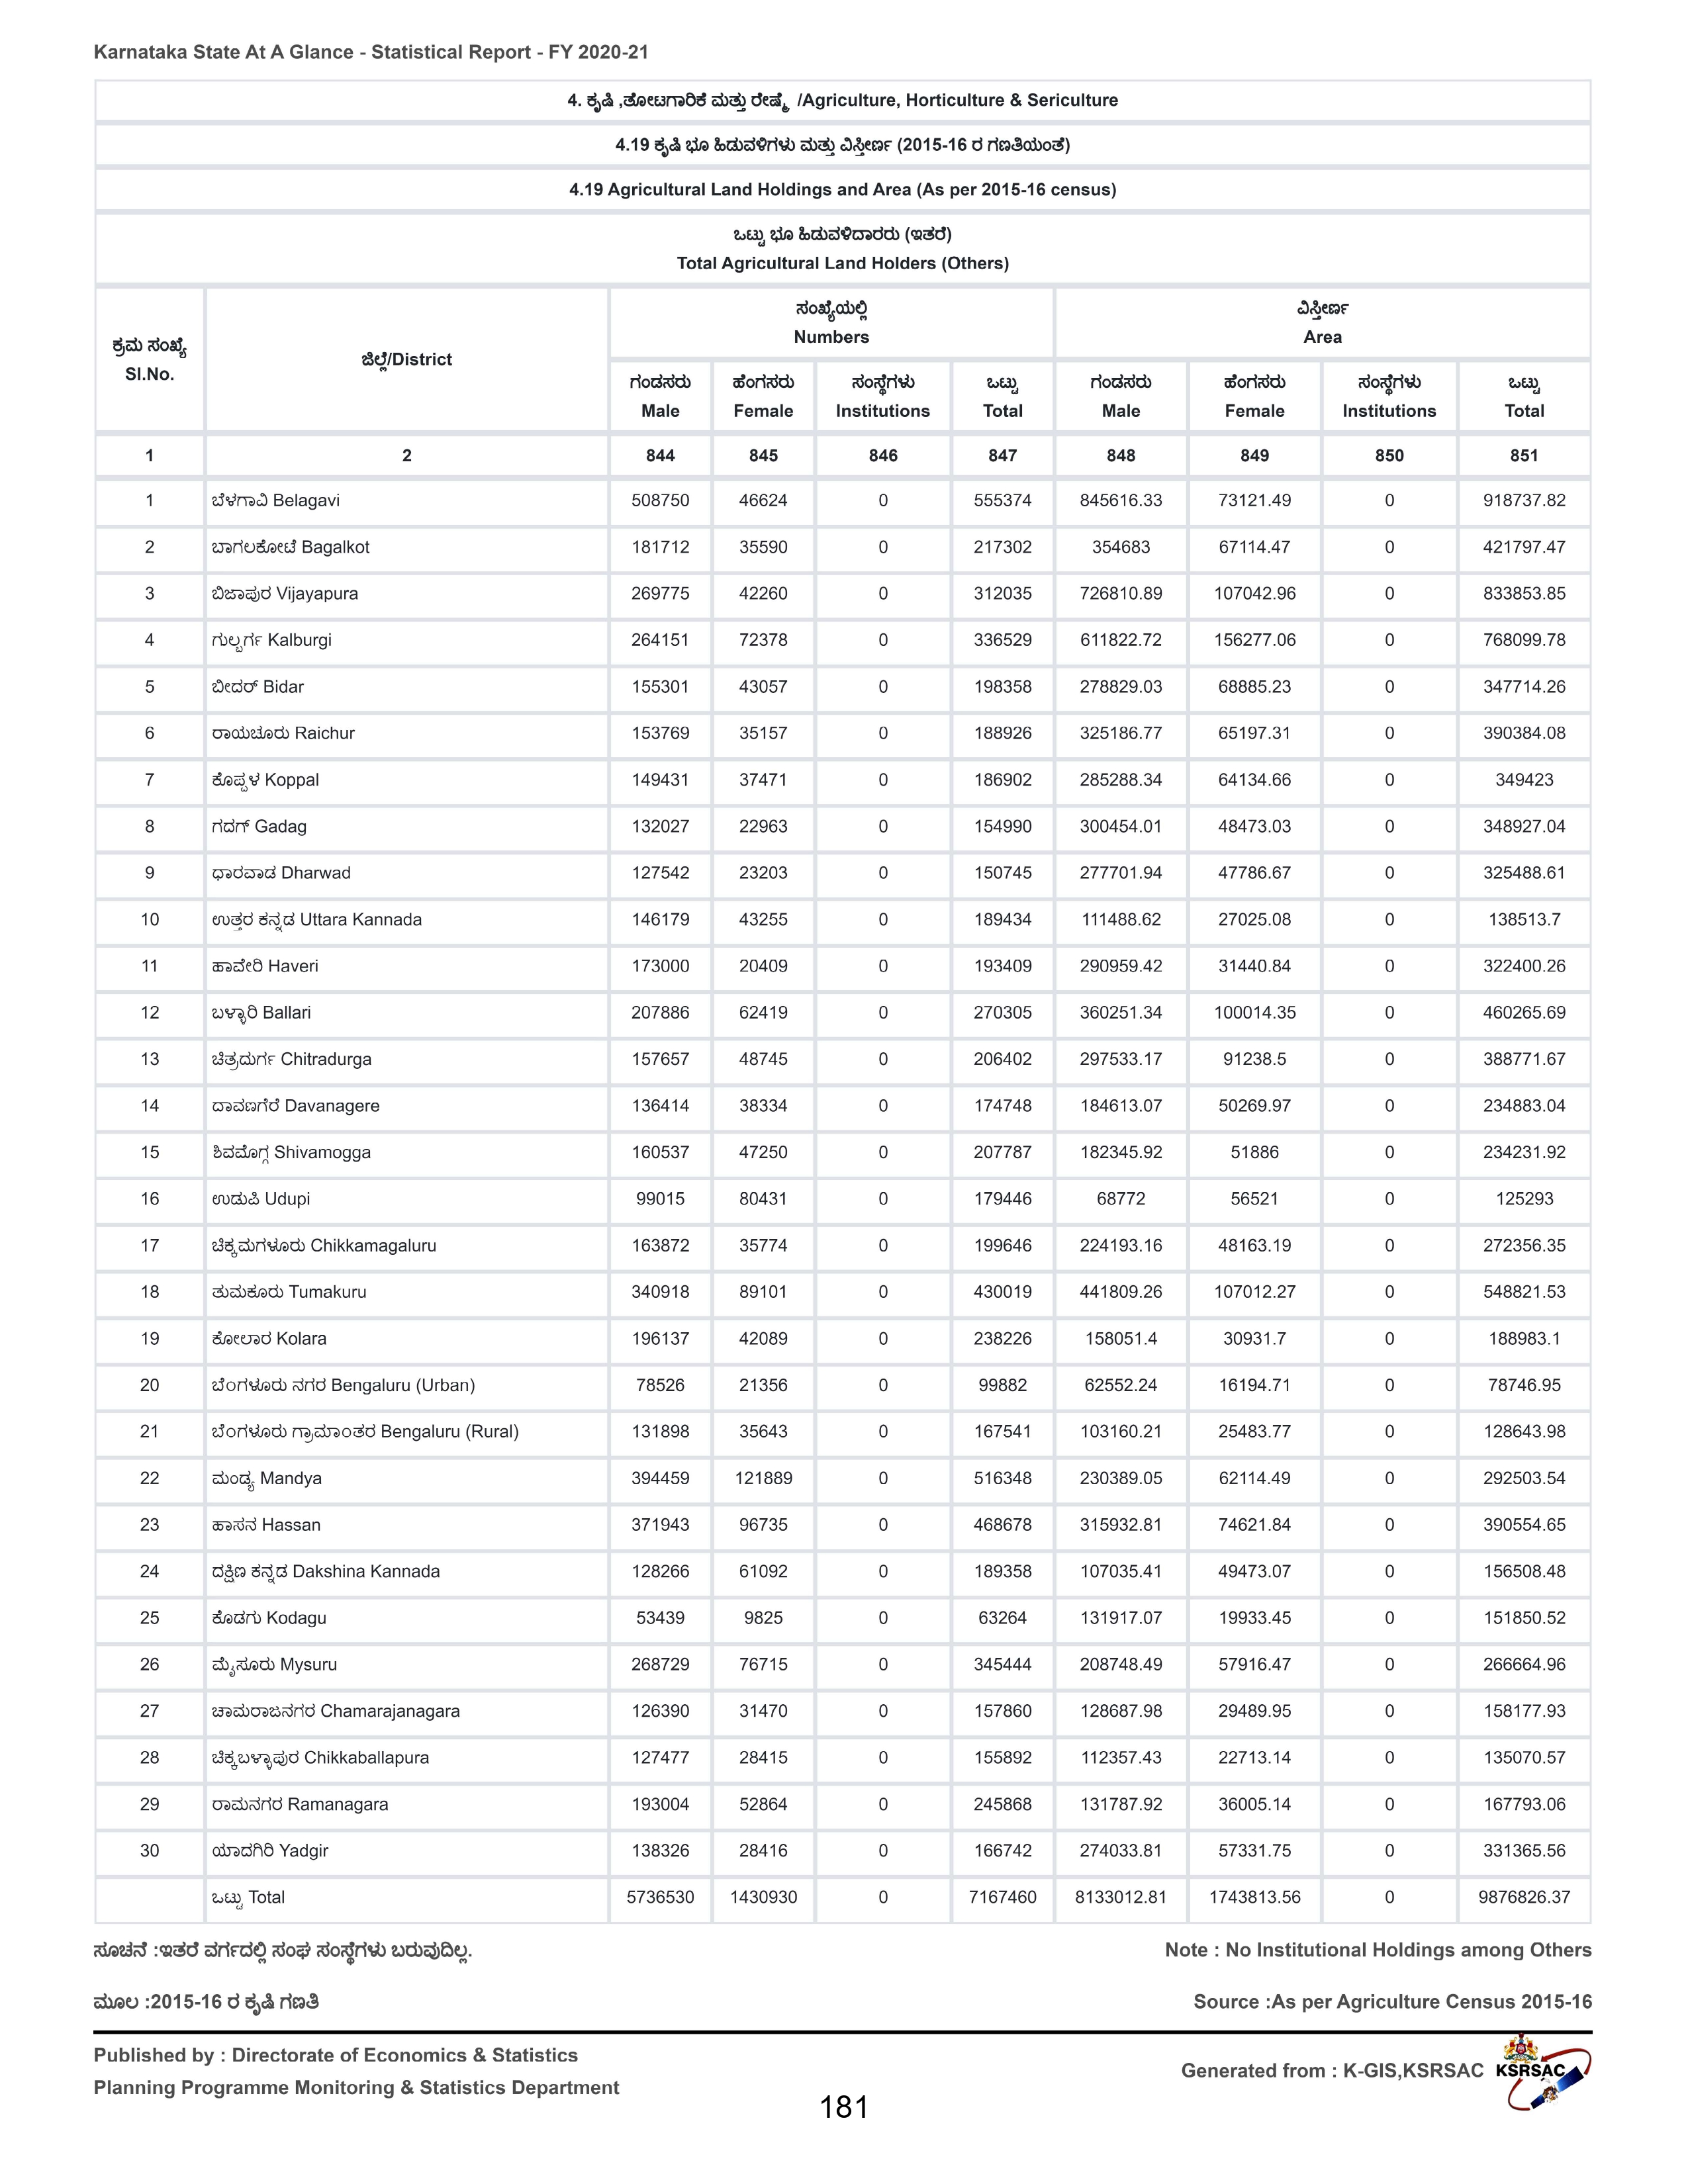 Karnataka State At A Glance - Statistical Report - FY 2020-21
4. ಕೃಷಿ ,ತೋಟಗಾರಿಕೆ ಮತ್ತು ರೇಷ್ಮೆ /Agriculture, Horticulture & Sericulture
4.19 ಕೃಷಿ ಭೂ ಹಿಡುವಳಿಗಳು ಮತ್ತು ವಿಸ್ತೀರ್ಣ (2015-16 ರ ಗಣತಿಯಂತೆ)
4.19 Agricultural Land Holdings and Area (As per 2015-16 census)
ಒಟ್ಟು ಭೂ ಹಿಡುವಳಿದಾರರು (ಇತರೆ)
Total Agricultural Land Holders (Others)
ಕ್ರಮ ಸಂಖ್ಯೆ Sl.No. ಜಿಲ್ಲೆ/District ಸಂಖ್ಯೆಯಲ್ಲಿ Numbers ವಿಸ್ತೀರ್ಣ Area
ಗಂಡಸರು ಹೆಂಗಸರು ಸಂಸ್ಥೆಗಳು ಒಟ್ಟು ಗಂಡಸರು ಹೆಂಗಸರು ಸಂಸ್ಥೆಗಳು ಒಟ್ಟು
Male Female Institutions Total Male Female Institutions Total
1 2 844 845 846 847 848 849 850 851
1 ಬೆಳಗಾವಿ Belagavi 508750 46624 0 555374 845616.33 73121.49 0 918737.82
2 ಬಾಗಲಕೋಟೆ Bagalkot 181712 35590 0 217302 354683 67114.47 0 421797.47
3 ಬಿಜಾಪುರ Vijayapura 269775 42260 0 312035 726810.89 107042.96 0 833853.85
4 ಗುಲ್ಬರ್ಗ Kalburgi 264151 72378 0 336529 611822.72 156277.06 0 768099.78
5 ಬೀದರ್ Bidar 155301 43057 0 198358 278829.03 68885.23 0 347714.26
6 ರಾಯಚೂರು Raichur 153769 35157 0 188926 325186.77 65197.31 0 390384.08
7 ಕೊಪ್ಪಳ Koppal 149431 37471 0 186902 285288.34 64134.66 0 349423
8 ಗದಗ್ Gadag 132027 22963 0 154990 300454.01 48473.03 0 348927.04
9 ಧಾರವಾಡ Dharwad 127542 23203 0 150745 277701.94 47786.67 0 325488.61
10 ಉತ್ತರ ಕನ್ನಡ Uttara Kannada 146179 43255 0 189434 111488.62 27025.08 0 138513.7
11 ಹಾವೇರಿ Haveri 173000 20409 0 193409 290959.42 31440.84 0 322400.26
12 ಬಳ್ಳಾರಿ Ballari 207886 62419 0 270305 360251.34 100014.35 0 460265.69
13 ಚಿತ್ರದುರ್ಗ Chitradurga 157657 48745 0 206402 297533.17 91238.5 0 388771.67
14 ದಾವಣಗೆರೆ Davanagere 136414 38334 0 174748 184613.07 50269.97 0 234883.04
15 ಶಿವಮೊಗ್ಗ Shivamogga 160537 47250 0 207787 182345.92 51886 0 234231.92
16 ಉಡುಪಿ Udupi 99015 80431 0 179446 68772 56521 0 125293
17 ಚಿಕ್ಕಮಗಳೂರು Chikkamagaluru 163872 35774 0 199646 224193.16 48163.19 0 272356.35
18 ತುಮಕೂರು Tumakuru 340918 89101 0 430019 441809.26 107012.27 0 548821.53
19 ಕೋಲಾರ Kolara 196137 42089 0 238226 158051.4 30931.7 0 188983.1
20 ಬೆಂಗಳೂರು ನಗರ Bengaluru (Urban) 78526 21356 0 99882 62552.24 16194.71 0 78746.95
21 ಬೆಂಗಳೂರು ಗ್ರಾಮಾಂತರ Bengaluru (Rural) 131898 35643 0 167541 103160.21 25483.77 0 128643.98
22 ಮಂಡ್ಯ Mandya 394459 121889 0 516348 230389.05 62114.49 0 292503.54
23 ಹಾಸನ Hassan 371943 96735 0 468678 315932.81 74621.84 0 390554.65
24 ದಕ್ಷಿಣ ಕನ್ನಡ Dakshina Kannada 128266 61092 0 189358 107035.41 49473.07 0 156508.48
25 ಕೊಡಗು Kodagu 53439 9825 0 63264 131917.07 19933.45 0 151850.52
26 ಮೈಸೂರು Mysuru 268729 76715 0 345444 208748.49 57916.47 0 266664.96
27 ಚಾಮರಾಜನಗರ Chamarajanagara 126390 31470 0 157860 128687.98 29489.95 0 158177.93
28 ಚಿಕ್ಕಬಳ್ಳಾಪುರ Chikkaballapura 127477 28415 0 155892 112357.43 22713.14 0 135070.57
29 ರಾಮನಗರ Ramanagara 193004 52864 0 245868 131787.92 36005.14 0 167793.06
30 ಯಾದಗಿರಿ Yadgir 138326 28416 0 166742 274033.81 57331.75 0 331365.56
ಒಟ್ಟು Total 5736530 1430930 0 7167460 8133012.81 1743813.56 0 9876826.37
ಸೂಚನೆ :ಇತರೆ ವರ್ಗದಲ್ಲಿ ಸಂಘ ಸಂಸ್ಥೆಗಳು ಬರುವುದಿಲ್ಲ. Note : No Institutional Holdings among Others
ಮೂಲ :2015-16 ರ ಕೃಷಿ ಗಣತಿ Source :As per Agriculture Census 2015-16
Published by : Directorate of Economics & Statistics
Planning Programme Monitoring & Statistics Department
Generated from : K-GIS,KSRSAC KSRSAC
181